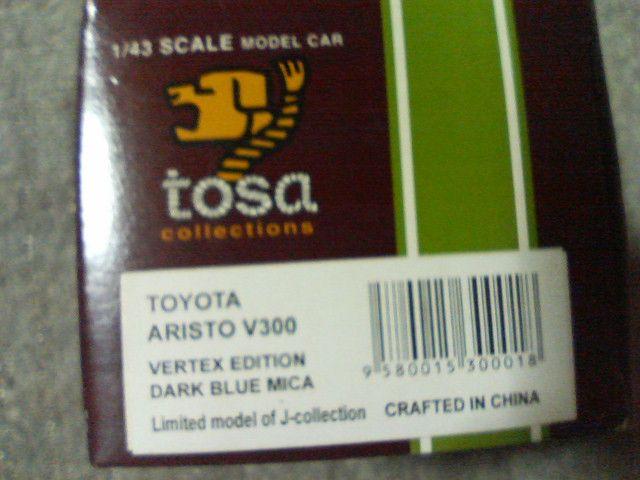 1/43 SCALE MODEL CAR
tosa
collections
TOYOTA
ARISTO V300
VERTEX EDITION
DARK BLUE MICA
Limited model of J-collection
9 580015 300018
CRAFTED IN CHINA